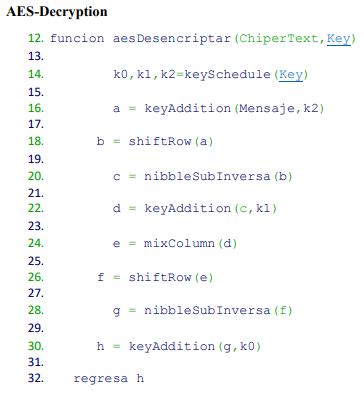 AES-Decryption
12. funcion aesDesencriptar(ChiperText,Key)
13.
14. k0,k1,k2=keySchedule(Key)
15.
16. a = keyAddition(Mensaje,k2)
17.
18. b = shiftRow(a)
19.
20. c = nibbleSubInversa(b)
21.
22. d = keyAddition(c,k1)
23.
24. e = mixColumn(d)
25.
26. f = shiftRow(e)
27.
28. g = nibbleSubInversa(f)
29.
30. h = keyAddition(g,k0)
31.
32. regresa h